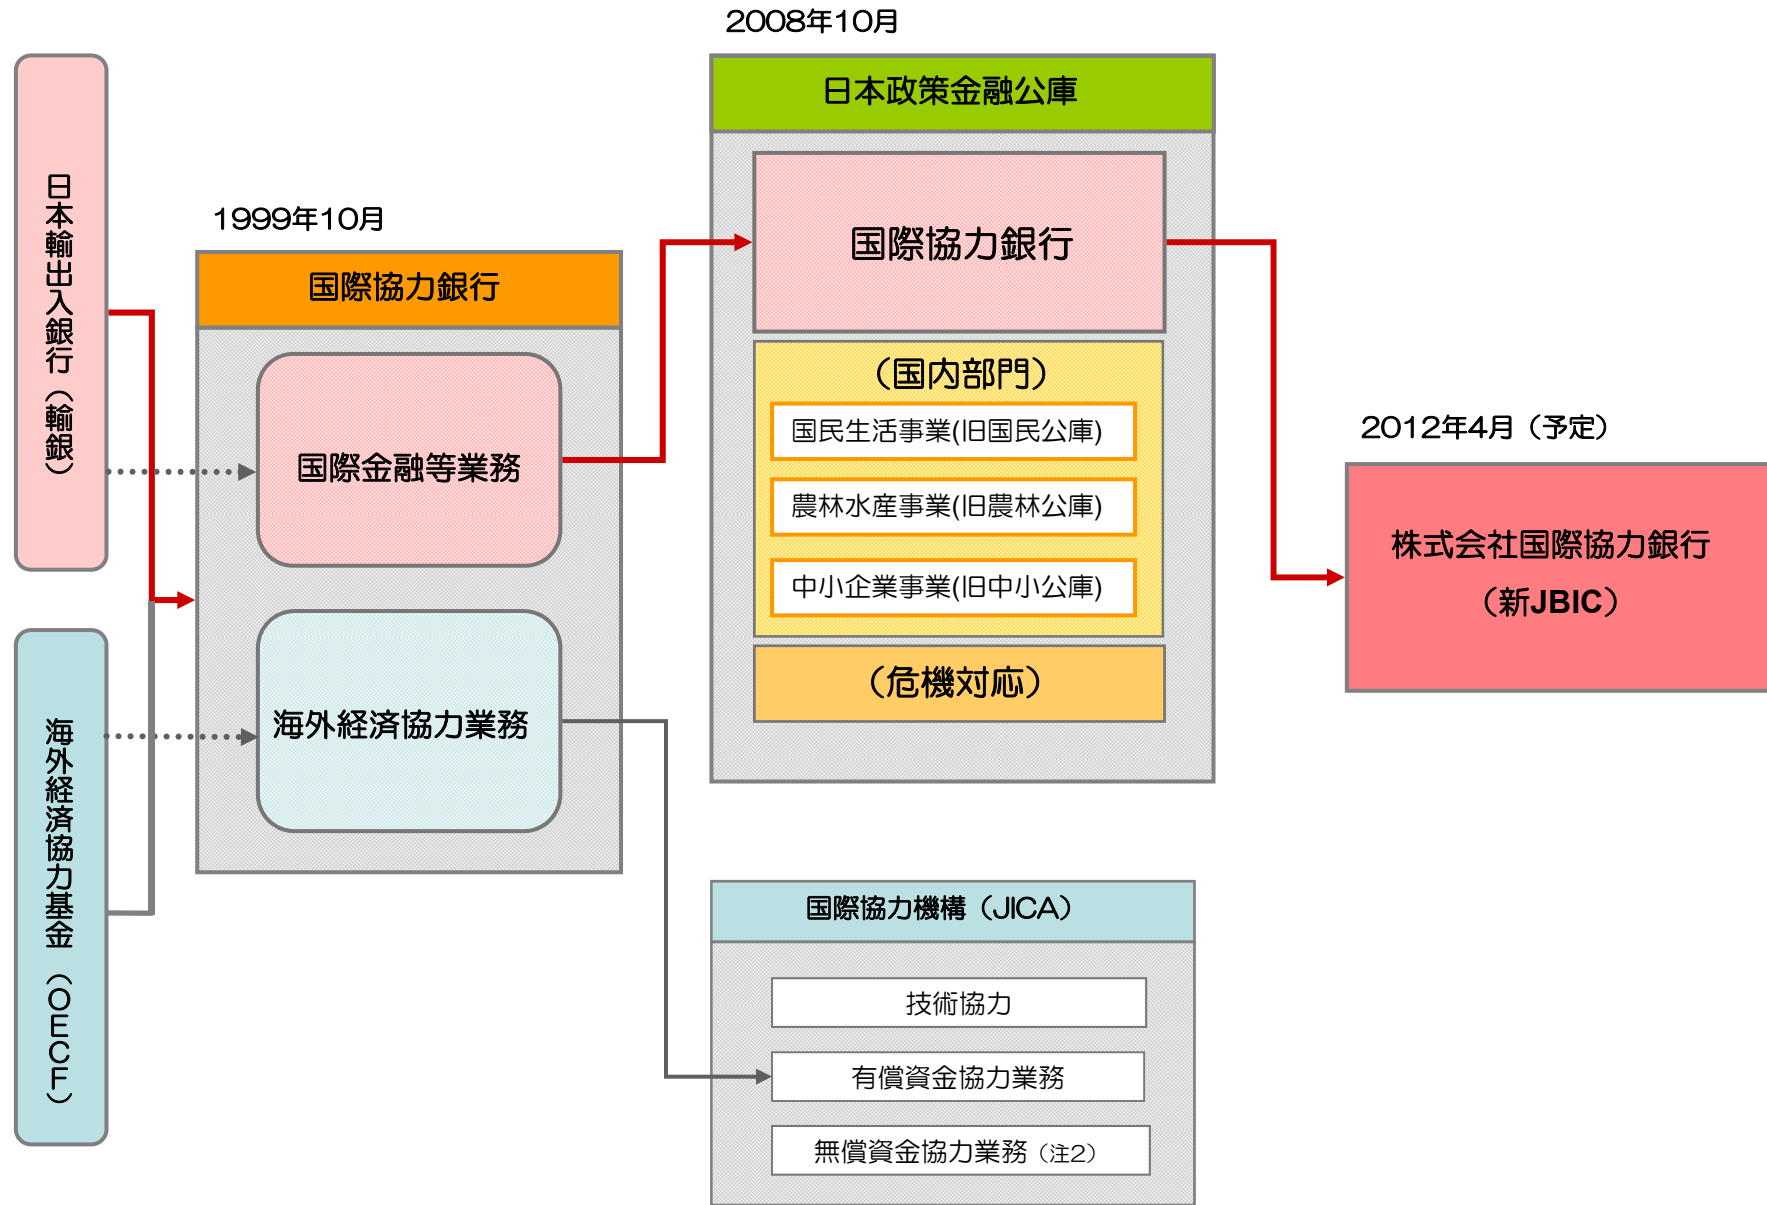 日本輸出入銀行（輸銀）
海外経済協力基金（OECF）
1999年10月
国際協力銀行
国際金融等業務
海外経済協力業務
2008年10月
日本政策金融公庫
国際協力銀行
（国内部門）
国民生活事業(旧国民公庫)
農林水産事業(旧農林公庫)
中小企業事業(旧中小公庫)
（危機対応）
国際協力機構（JICA）
技術協力
有償資金協力業務
無償資金協力業務（注2）
2012年4月（予定）
株式会社国際協力銀行
（新JBIC）